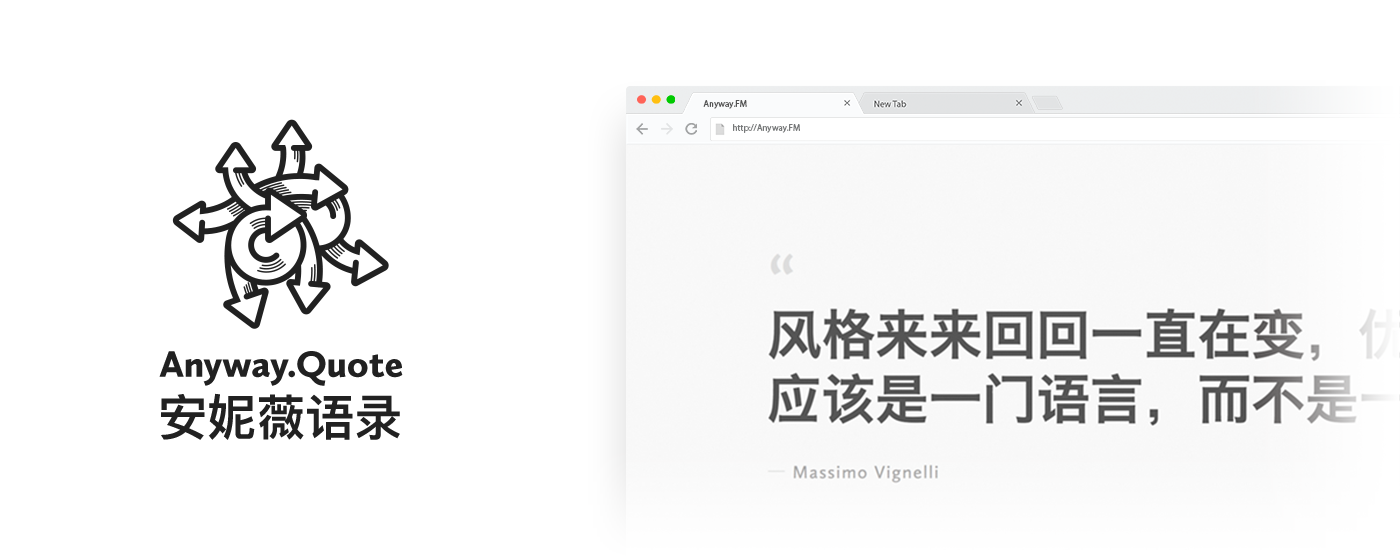 Anyway.Quote
安妮薇语录
Anyway.FM
New Tab
http://Anyway.FM
“
风格来来回回一直在变，优
应该是一门语言，而不是一
— Massimo Vignelli